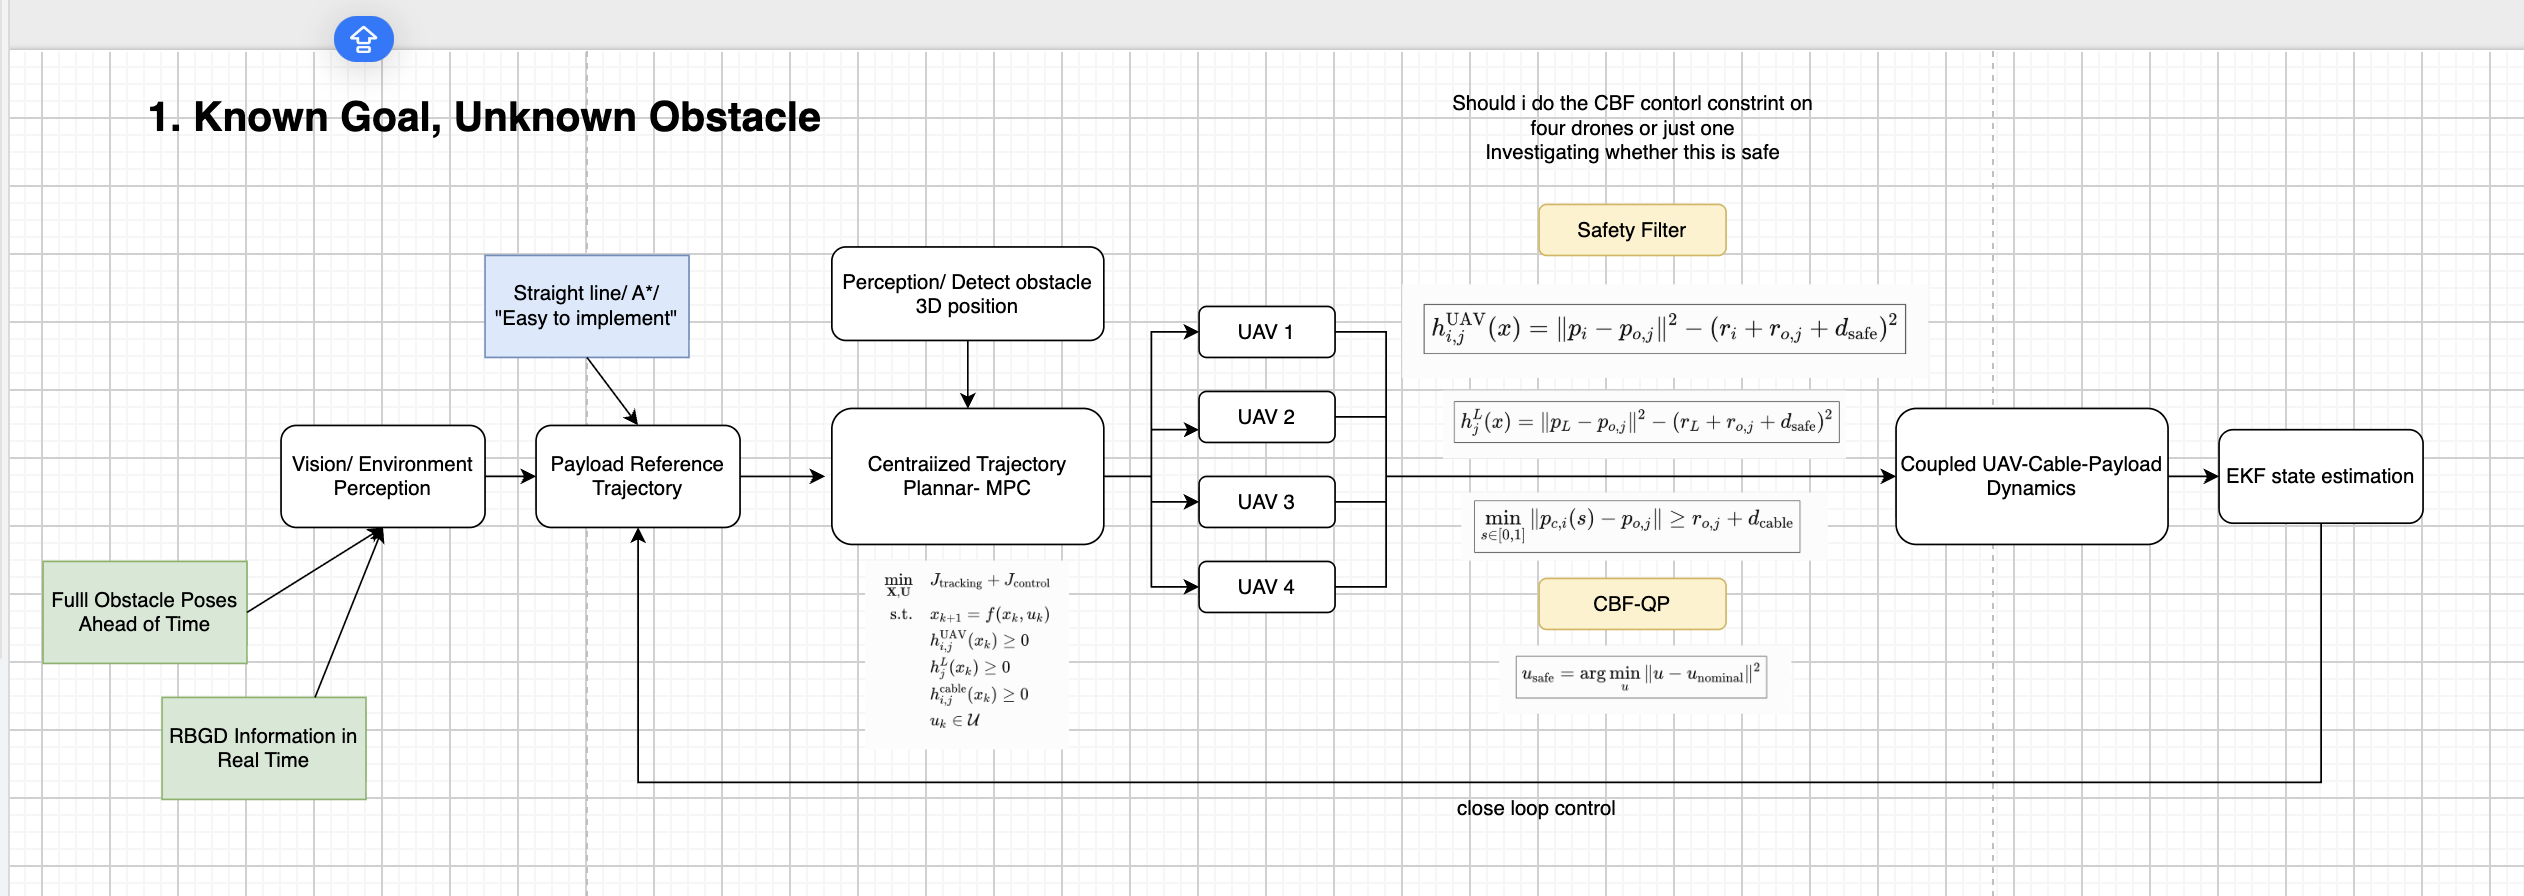 1. Known Goal, Unknown Obstacle
Should i do the CBF contorl constrint on
four drones or just one
Investigating whether this is safe
Safety Filter
Straight line/ A*/
"Easy to implement"
Perception/ Detect obstacle
3D position
UAV 1
UAV 2
UAV 3
UAV 4
h_{i,j}^{UAV}(x) = ‖p_i − p_{o,j}‖² − (r_i + r_{o,j} + d_{safe})²
h_j^L(x) = ‖p_L − p_{o,j}‖² − (r_L + r_{o,j} + d_{safe})²
Vision/ Environment
Perception
Payload Reference
Trajectory
Centraiized Trajectory
Plannar- MPC
Coupled UAV-Cable-Payload
Dynamics
EKF state estimation
min_{s∈[0,1]} ‖p_{c,i}(s) − p_{o,j}‖ ≥ r_{o,j} + d_{cable}
CBF-QP
u_{safe} = arg min_u ‖u − u_{nominal}‖²
Fulll Obstacle Poses
Ahead of Time
RBGD Information in
Real Time
min_{X,U} J_{tracking} + J_{control}
s.t. x_{k+1} = f(x_k, u_k)
h_{i,j}^{UAV}(x_k) ≥ 0
h_j^L(x_k) ≥ 0
h_{i,j}^{cable}(x_k) ≥ 0
u_k ∈ 𝒰
close loop control